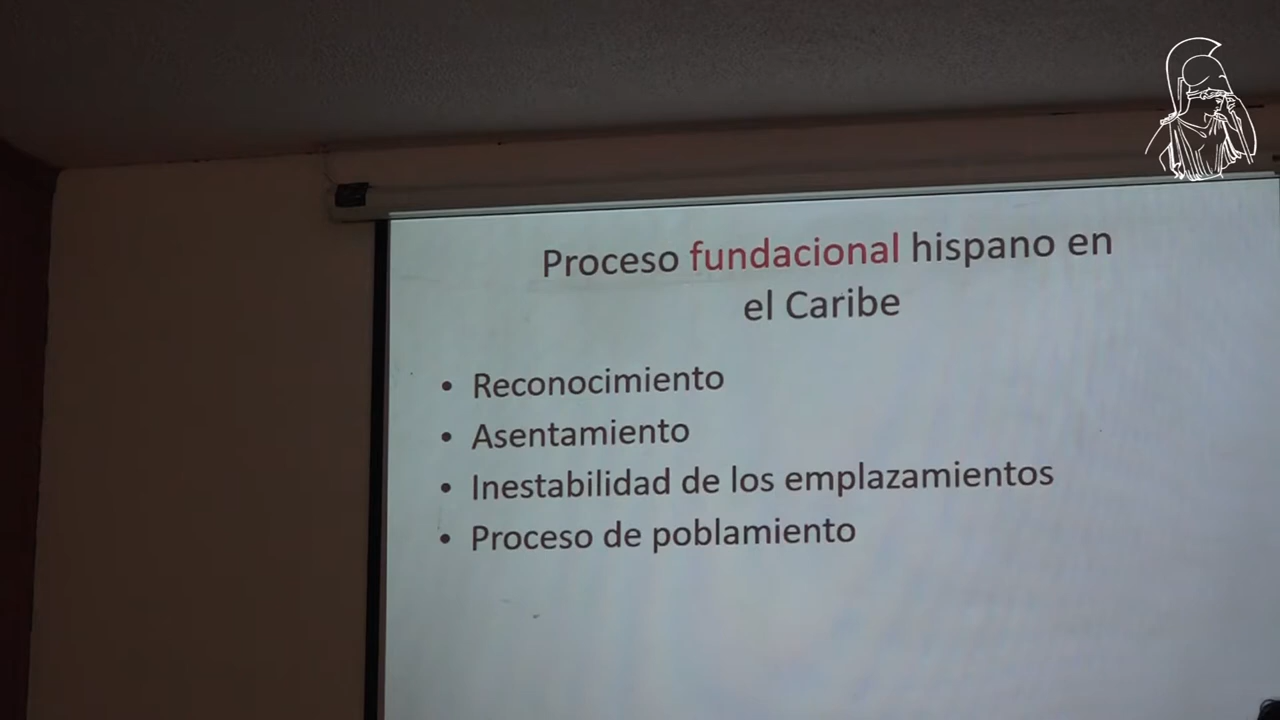 Proceso fundacional hispano en
el Caribe
• Reconocimiento
• Asentamiento
• Inestabilidad de los emplazamientos
• Proceso de poblamiento